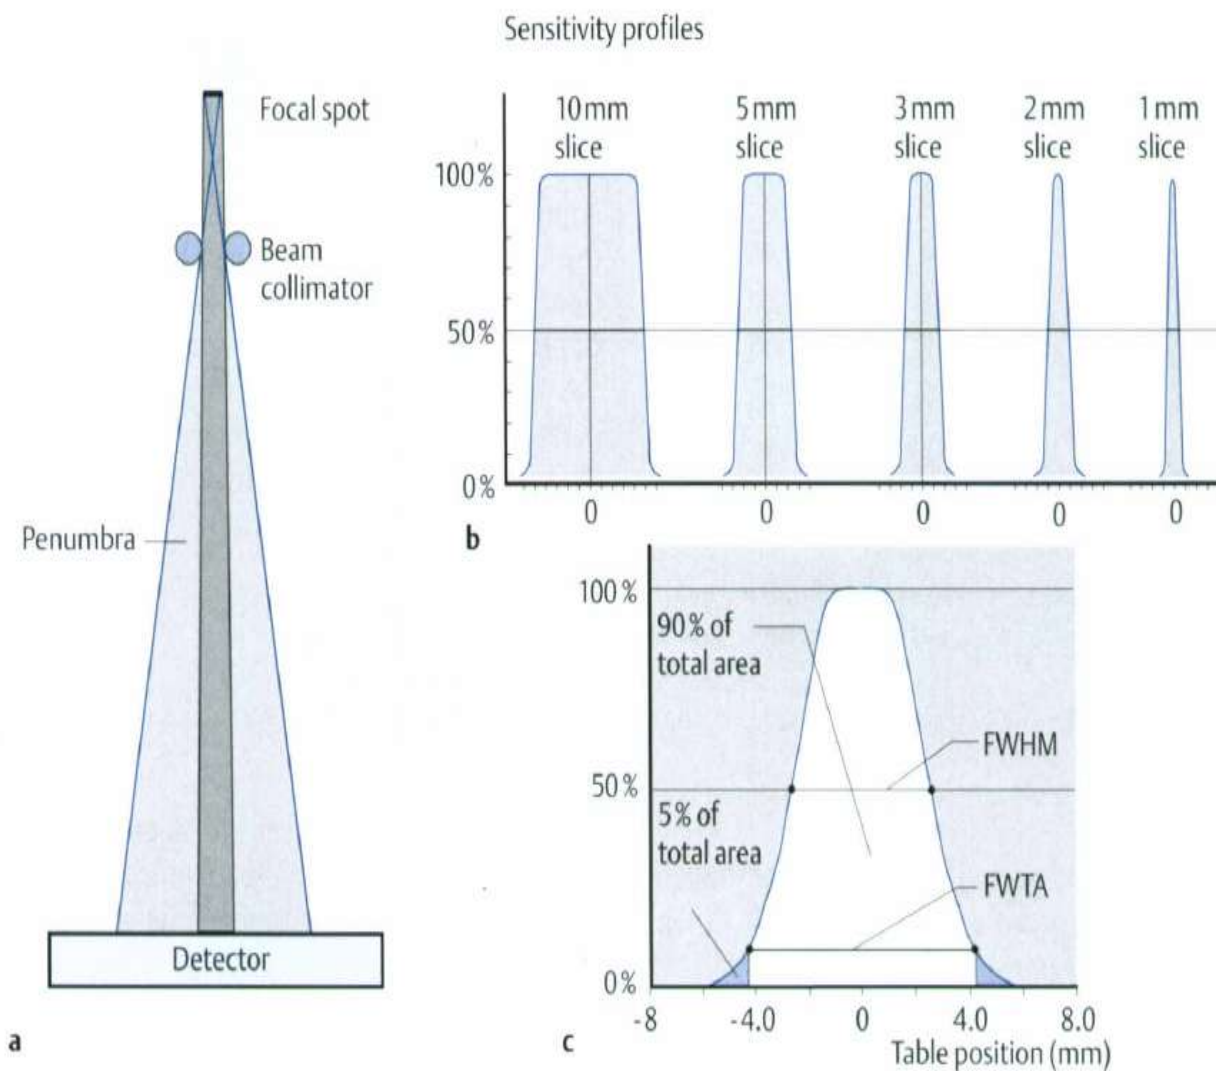 Sensitivity profiles
Focal spot
Beam
collimator
Penumbra
Detector
a
10 mm
slice
5 mm
slice
3 mm
slice
2 mm
slice
1 mm
slice
100%
50%
0%
0 0 0 0 0
b
100%
90% of
total area
FWHM
50%
5% of
total area
FWTA
0%
-8 -4.0 0 4.0 8.0
Table position (mm)
c